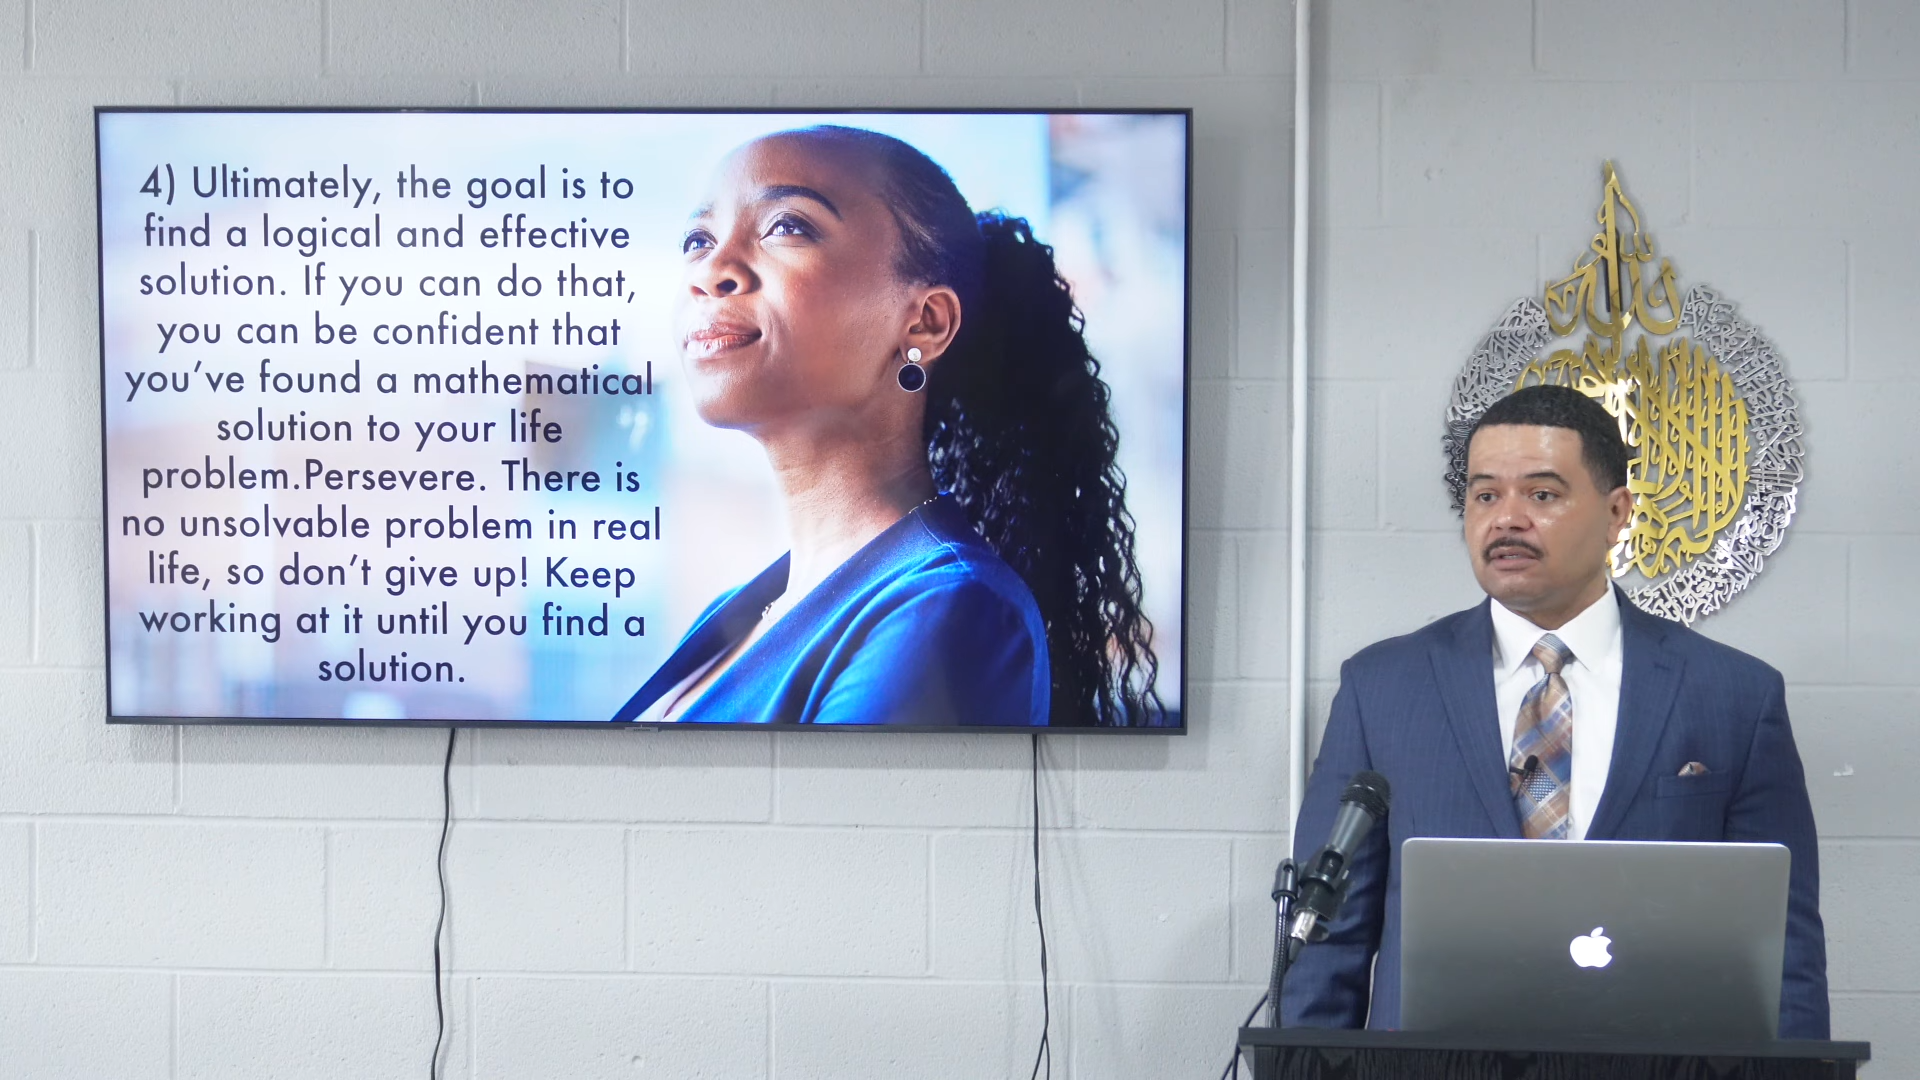 4) Ultimately, the goal is to
find a logical and effective
solution. If you can do that,
you can be confident that
you've found a mathematical
solution to your life
problem.Persevere. There is
no unsolvable problem in real
life, so don't give up! Keep
working at it until you find a
solution.